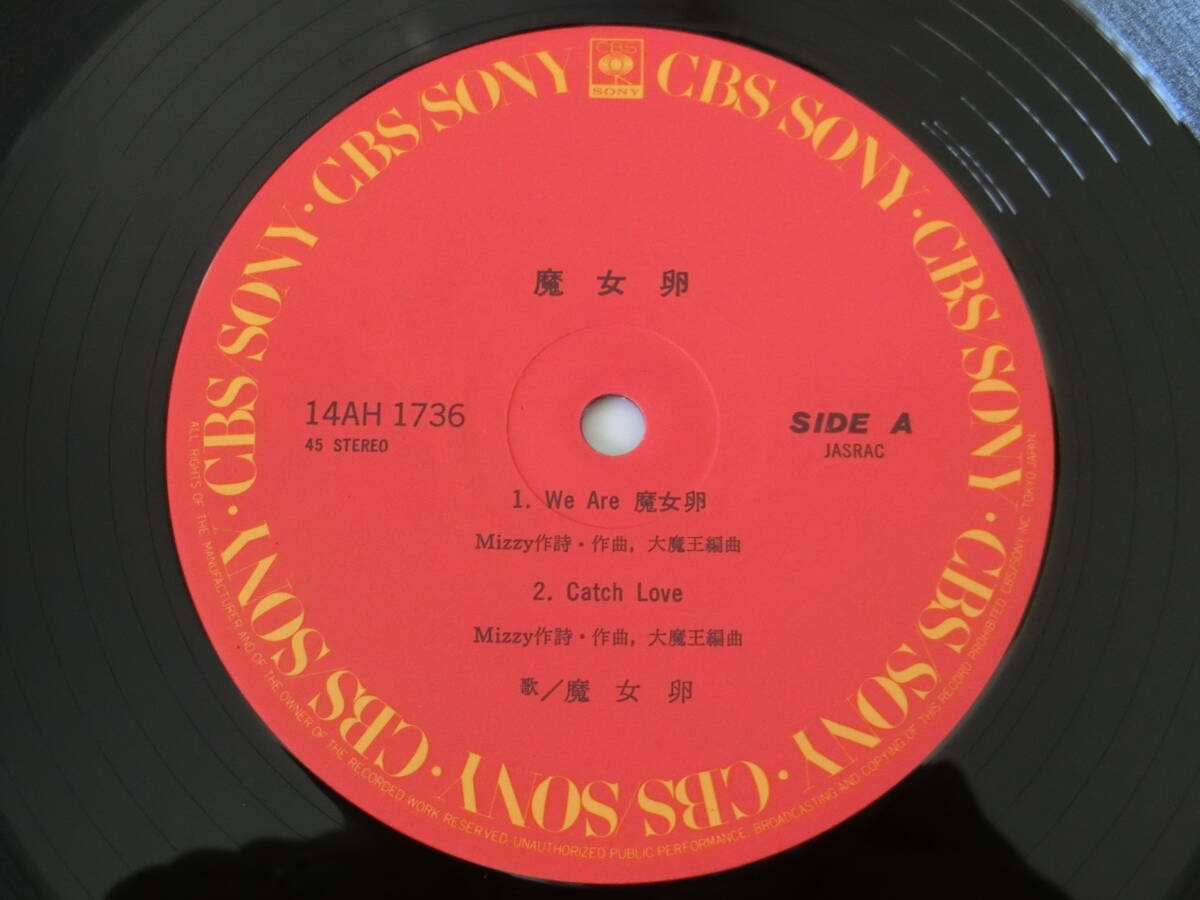 CBS
SONY
CBS/SONY · CBS/SONY · CBS/SONY · CBS/SONY · CBS/SONY · CBS/SONY · CBS/SONY · CBS/SONY
魔女卵
14AH 1736
45 STEREO
SIDE A
JASRAC
1. We Are 魔女卵
Mizzy作詩・作曲, 大魔王編曲
2. Catch Love
Mizzy作詩・作曲, 大魔王編曲
歌/魔女卵
ALL RIGHTS OF THE MANUFACTURER AND OF THE OWNER OF THE RECORDED WORK RESERVED. UNAUTHORIZED PUBLIC PERFORMANCE, BROADCASTING AND COPYING OF THIS RECORD PROHIBITED CBS/SONY INC. TOKYO JAPAN